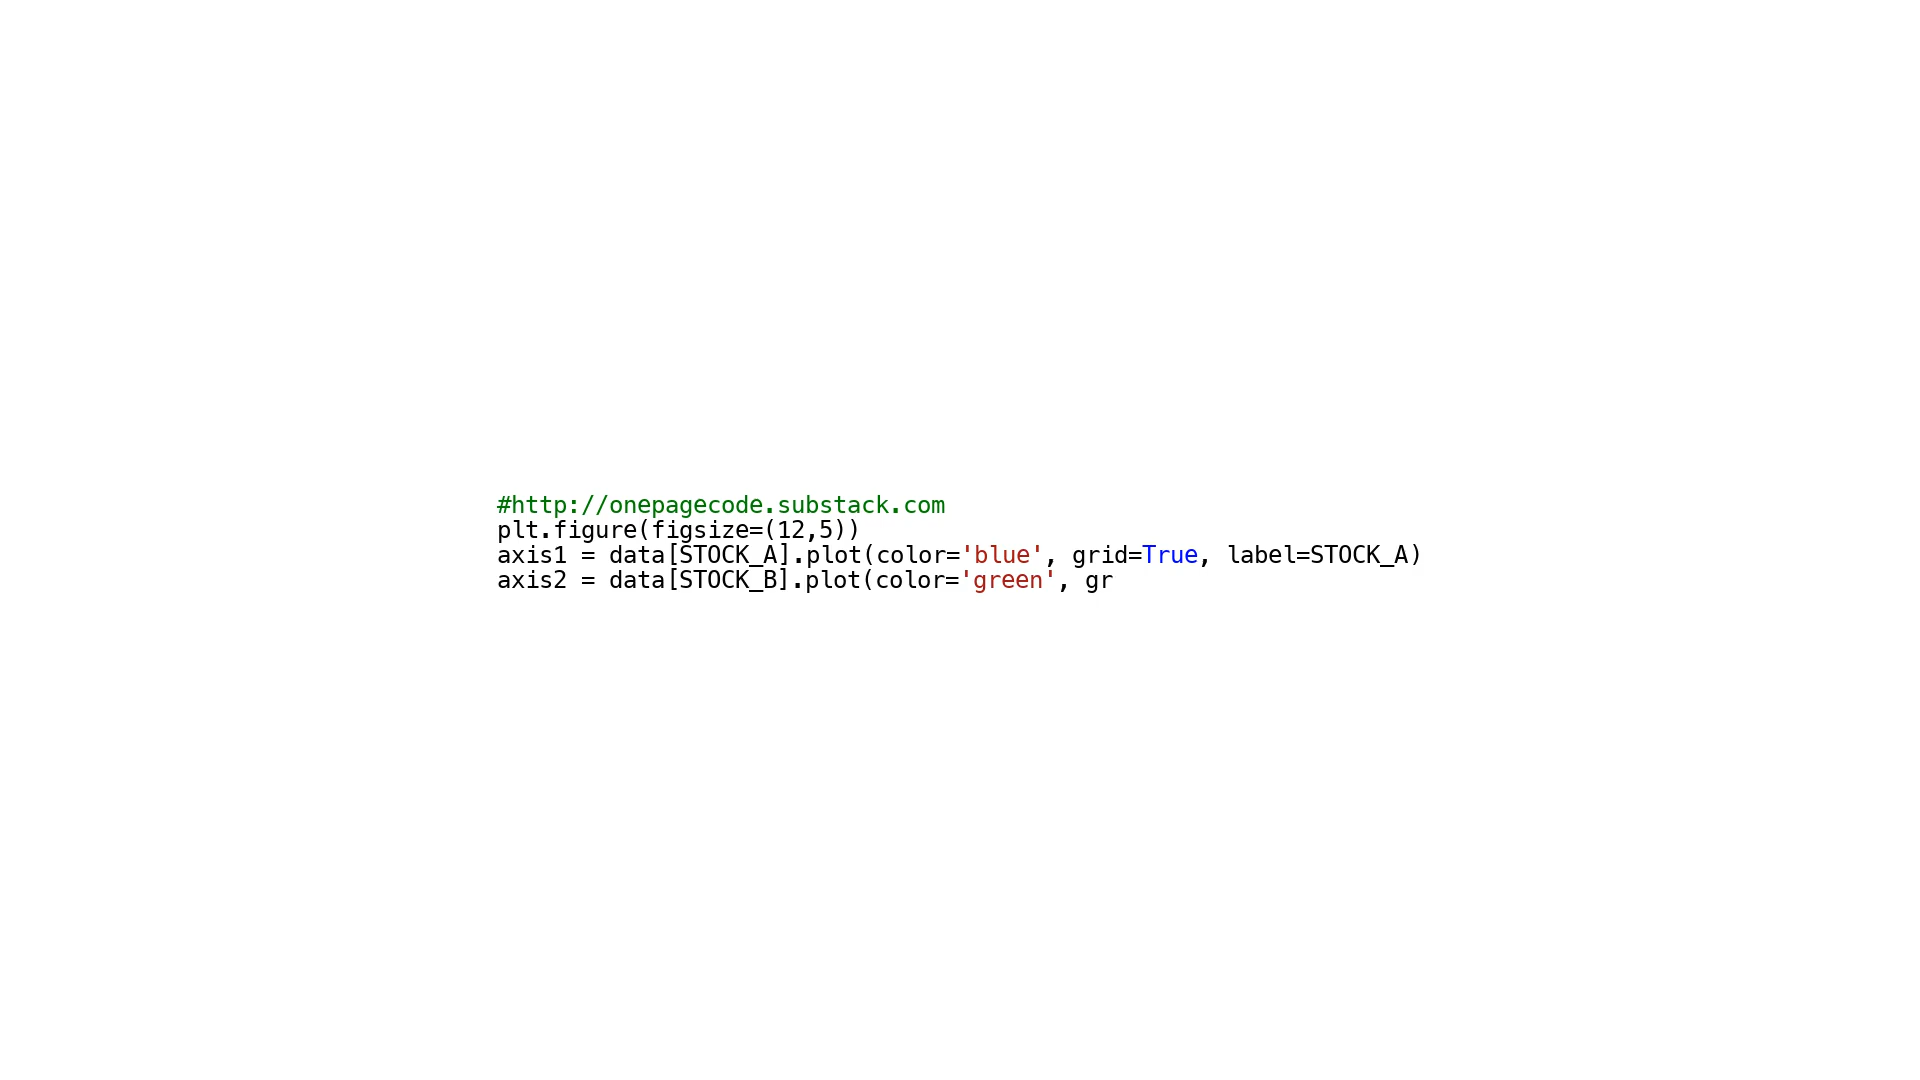 #http://onepagecode.substack.com
plt.figure(figsize=(12,5))
axis1 = data[STOCK_A].plot(color='blue', grid=True, label=STOCK_A)
axis2 = data[STOCK_B].plot(color='green', gr